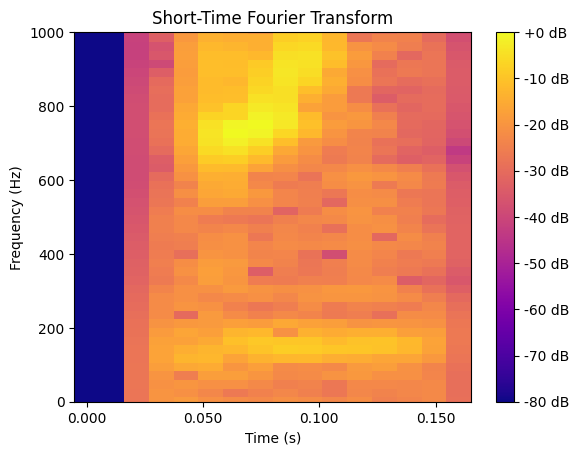 Short-Time Fourier Transform
Frequency (Hz)
1000
800
600
400
200
0
0.000
0.050
0.100
0.150
Time (s)
+0 dB
-10 dB
-20 dB
-30 dB
-40 dB
-50 dB
-60 dB
-70 dB
-80 dB